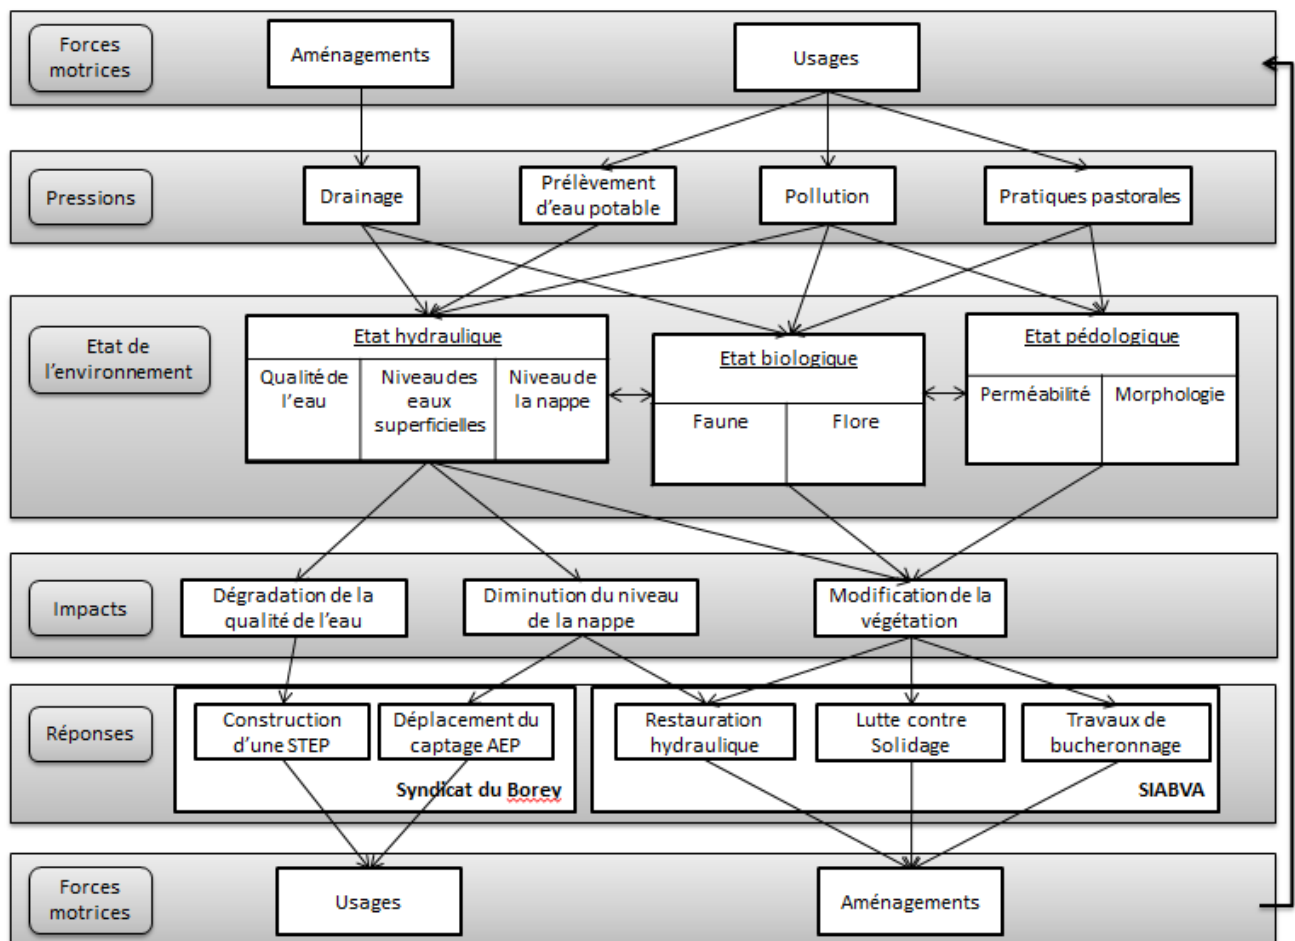 Forces
motrices
Aménagements
Usages
Pressions
Drainage
Prélèvement
d'eau potable
Pollution
Pratiques pastorales
Etat de
l'environnement
Etat hydraulique
Qualité de
l'eau
Niveau des
eaux
superficielles
Niveau de
la nappe
Etat biologique
Faune
Flore
Etat pédologique
Perméabilité
Morphologie
Impacts
Dégradation de la
qualité de l'eau
Diminution du niveau
de la nappe
Modification de la
végétation
Réponses
Construction
d'une STEP
Déplacement du
captage AEP
Syndicat du Borey
Restauration
hydraulique
Lutte contre
Solidage
Travaux de
bucheronnage
SIABVA
Forces
motrices
Usages
Aménagements